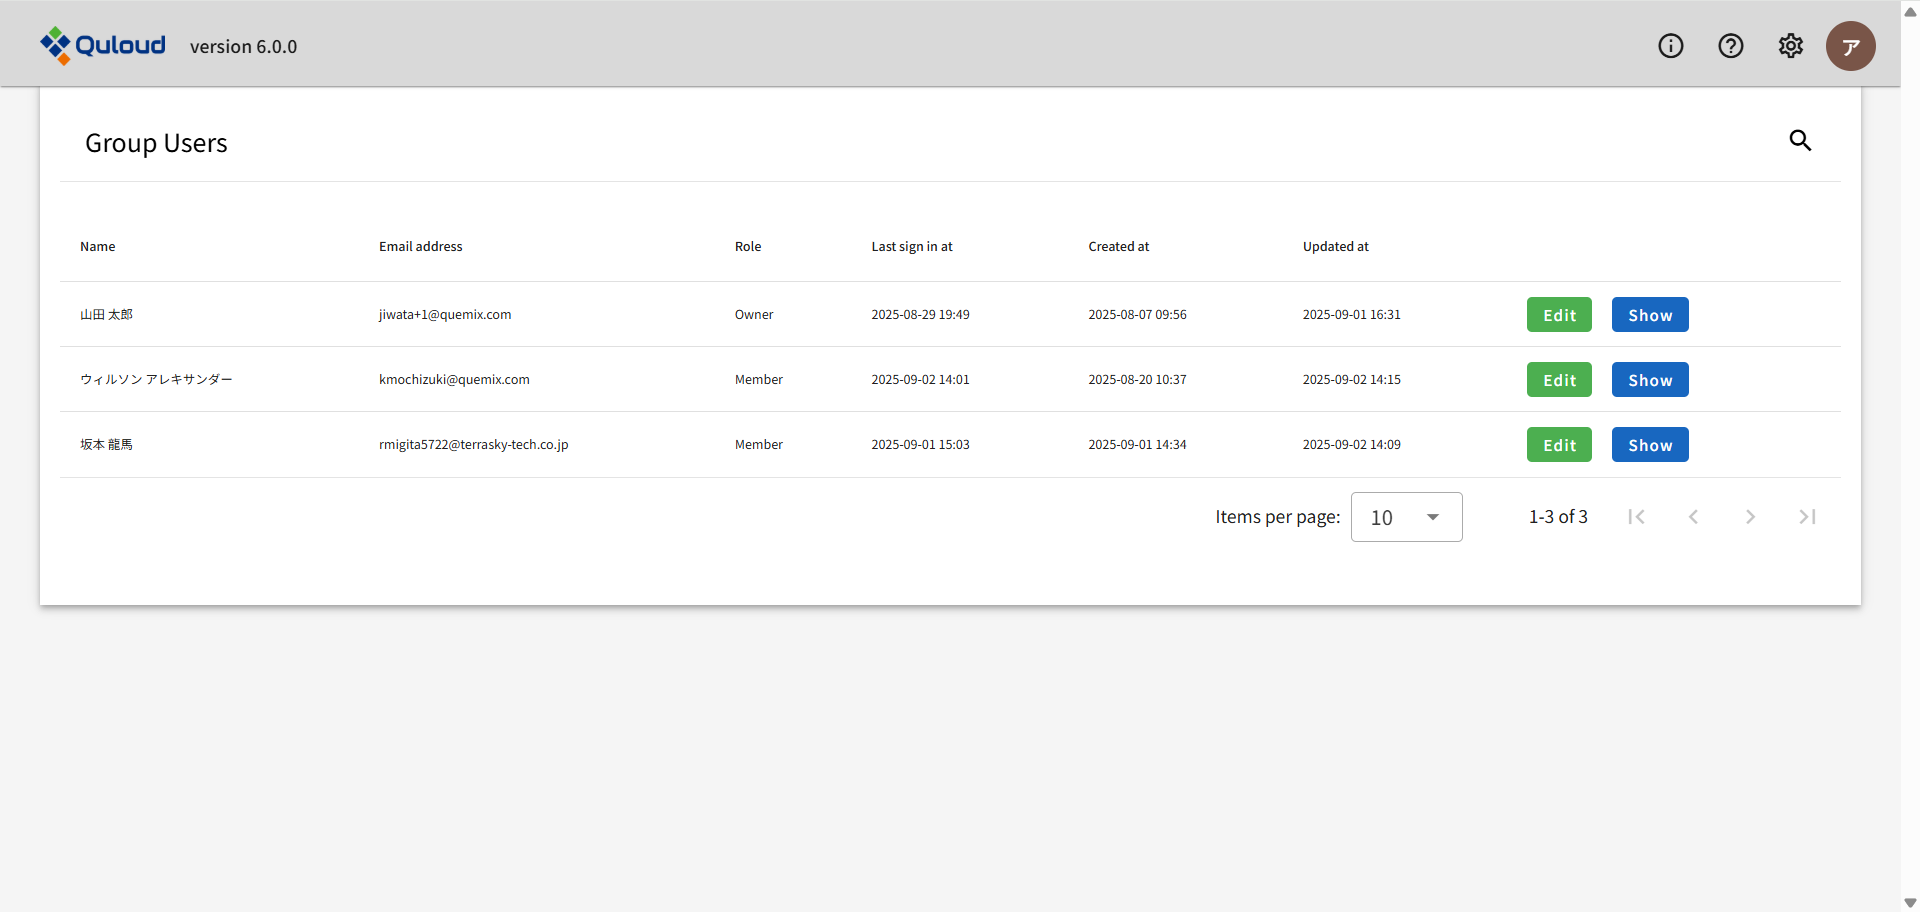 Quloud version 6.0.0 ア
Group Users
Name Email address Role Last sign in at Created at Updated at
山田 太郎 jiwata+1@quemix.com Owner 2025-08-29 19:49 2025-08-07 09:56 2025-09-01 16:31 Edit Show
ウィルソン アレキサンダー kmochizuki@quemix.com Member 2025-09-02 14:01 2025-08-20 10:37 2025-09-02 14:15 Edit Show
坂本 龍馬 rmigita5722@terrasky-tech.co.jp Member 2025-09-01 15:03 2025-09-01 14:34 2025-09-02 14:09 Edit Show
Items per page: 10 1-3 of 3